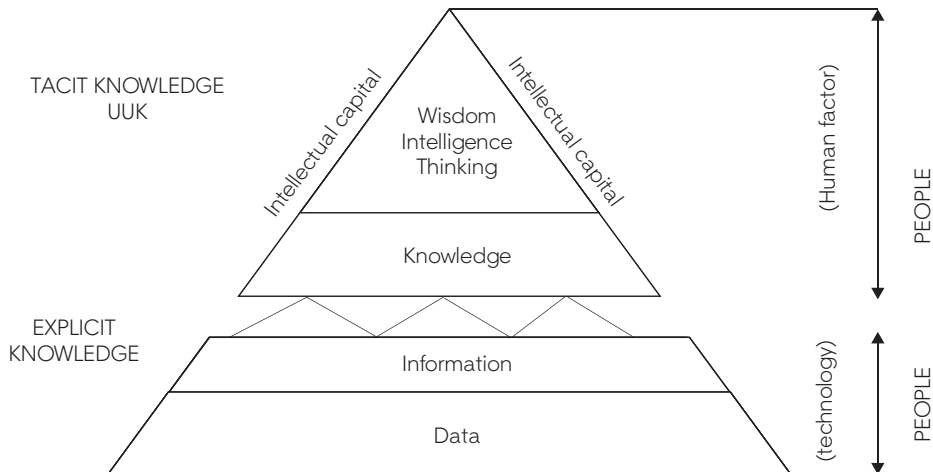 TACIT KNOWLEDGE
UUK
Intellectual capital
Intellectual capital
Wisdom
Intelligence
Thinking
Knowledge
(Human factor)
PEOPLE
EXPLICIT
KNOWLEDGE
Information
Data
(technology)
PEOPLE